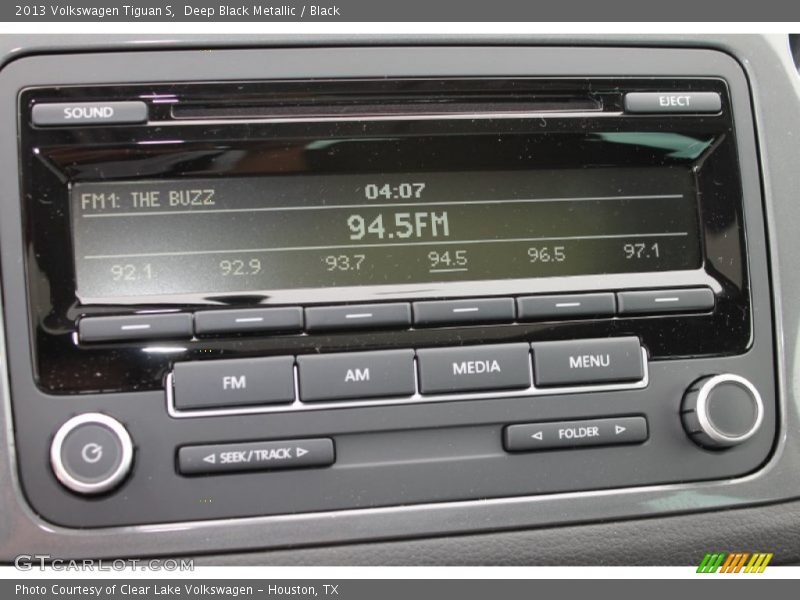 2013 Volkswagen Tiguan S,  Deep Black Metallic / Black
SOUND
EJECT
FM1: THE BUZZ
04:07
94.5FM
92.1 92.9 93.7 94.5 96.5 97.1
FM AM MEDIA MENU
SEEK/TRACK
FOLDER
GTCARLOT.COM
Photo Courtesy of Clear Lake Volkswagen - Houston, TX